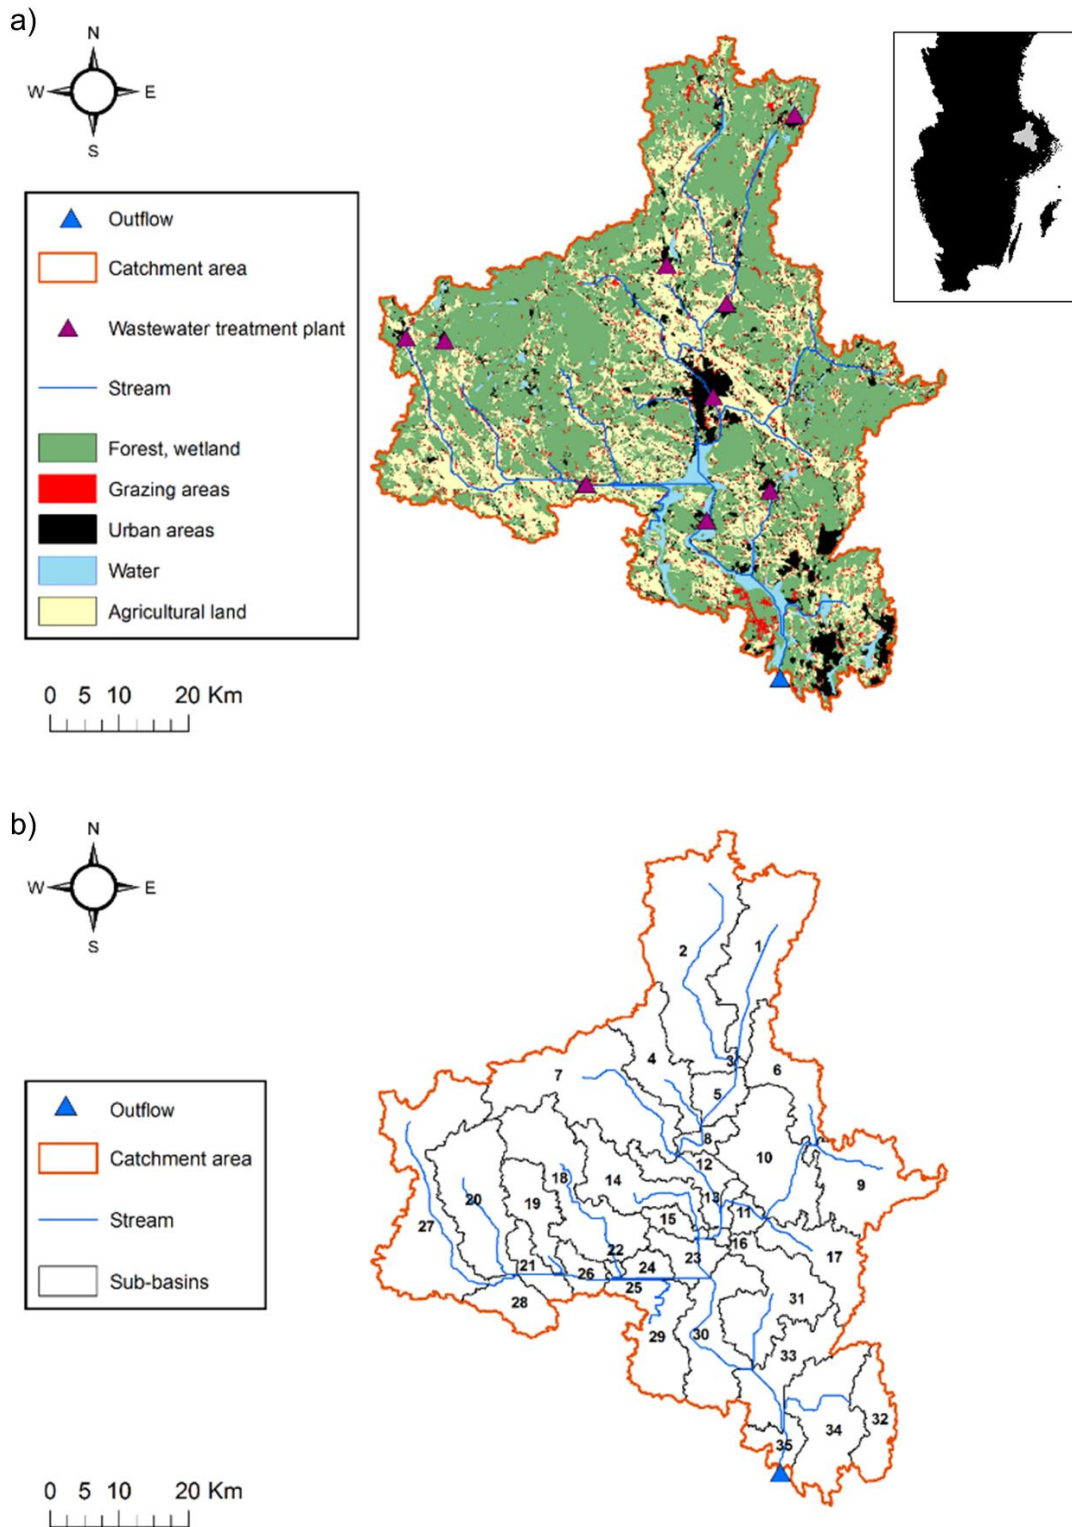 a)
N
W E
S
Outflow
Catchment area
Wastewater treatment plant
Stream
Forest, wetland
Grazing areas
Urban areas
Water
Agricultural land
0 5 10 20 Km
b)
N
W E
S
Outflow
Catchment area
Stream
Sub-basins
0 5 10 20 Km
1
2
3
4
6
7
5
8
12
10
9
18
14
20
19
13
11
27
15
16
17
22
23
21
26
24
25
28
31
29
30
33
32
34
35